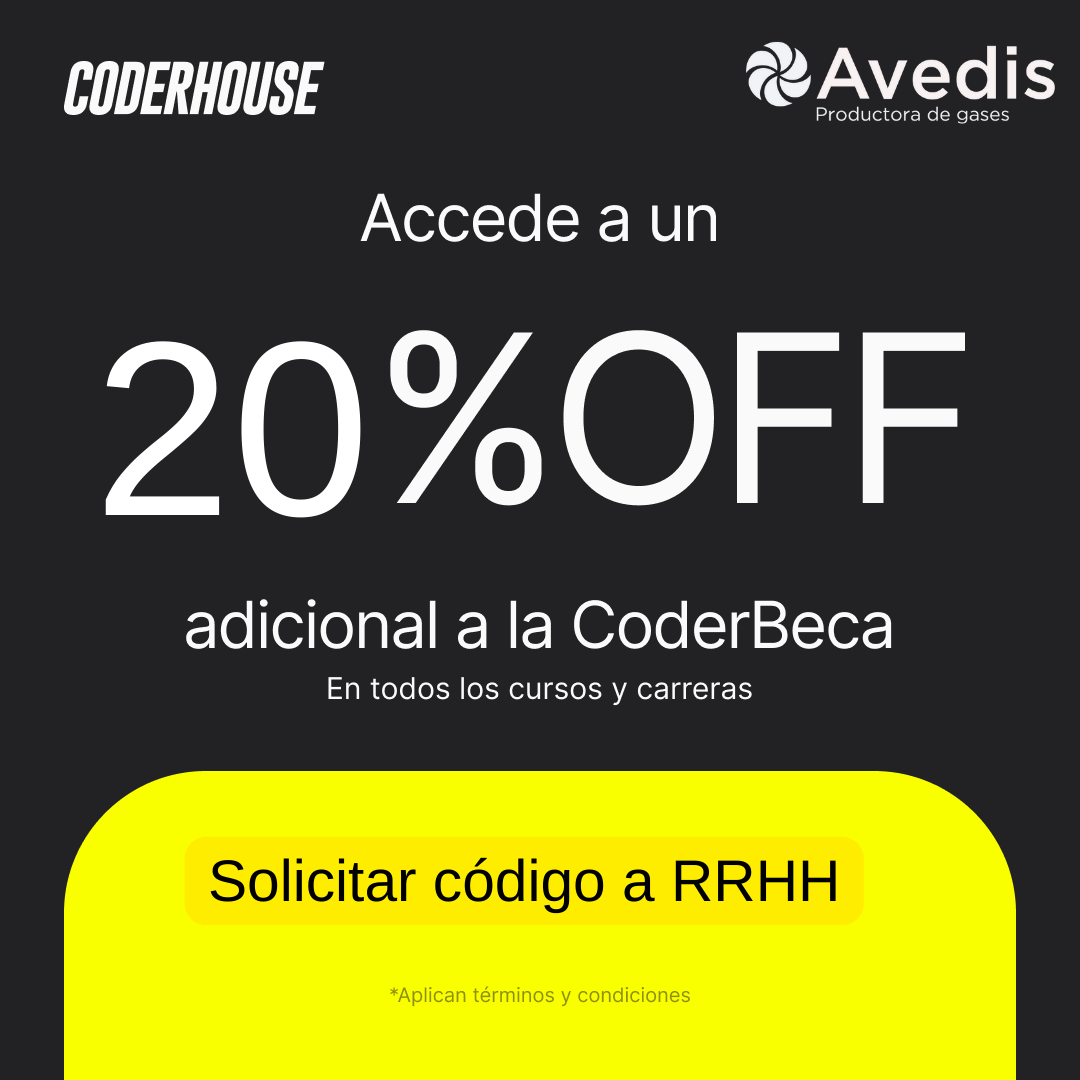 CODERHOUSE
Avedis
Productora de gases
Accede a un
20%OFF
adicional a la CoderBeca
En todos los cursos y carreras
Solicitar código a RRHH
*Aplican términos y condiciones